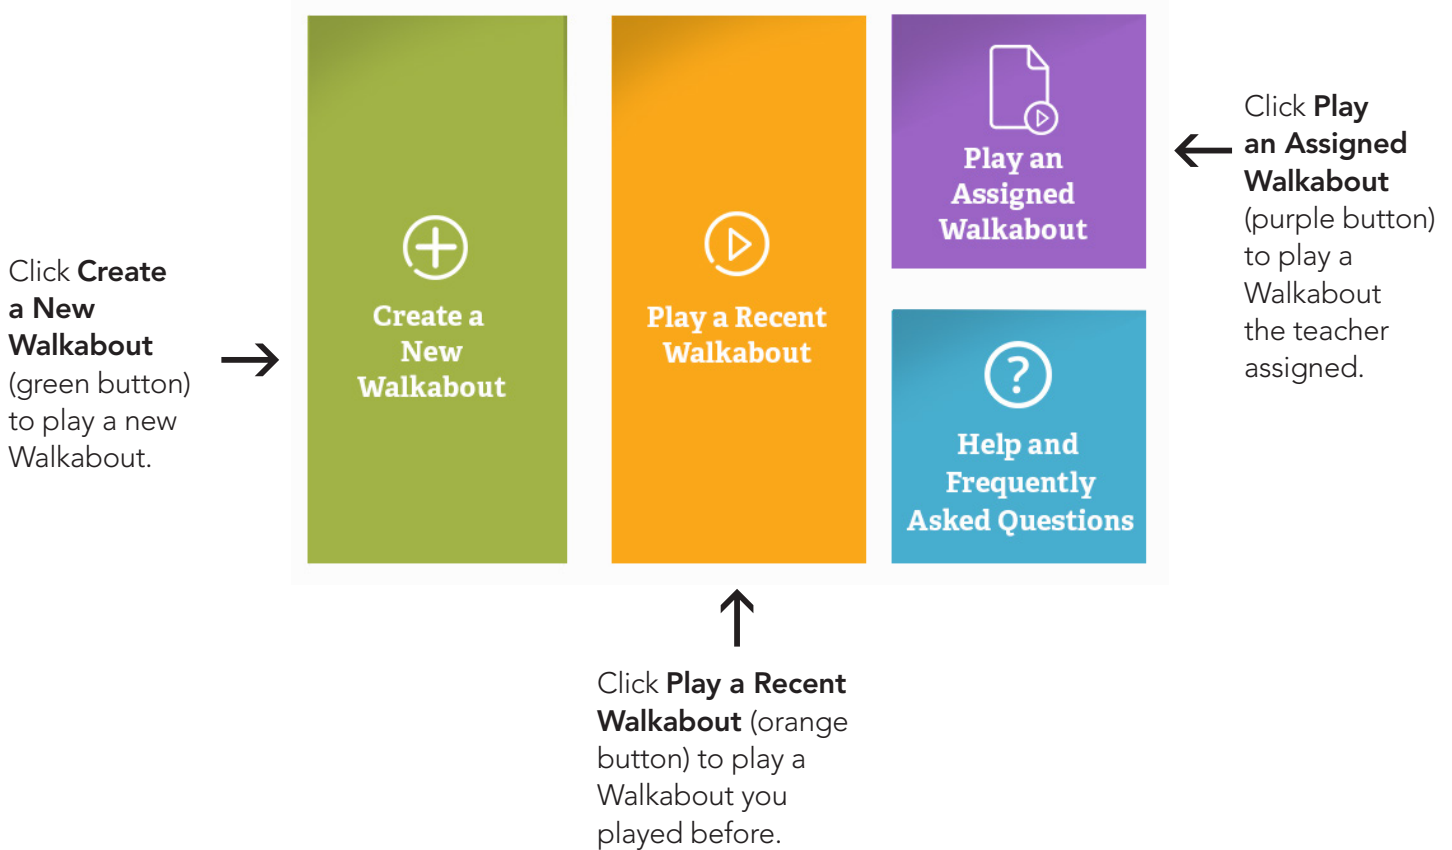 Click Create
a New
Walkabout
(green button)
to play a new
Walkabout.
Create a
New
Walkabout
Play a Recent
Walkabout
Play an
Assigned
Walkabout
Help and
Frequently
Asked Questions
Click Play
an Assigned
Walkabout
(purple button)
to play a
Walkabout
the teacher
assigned.
Click Play a Recent
Walkabout (orange
button) to play a
Walkabout you
played before.